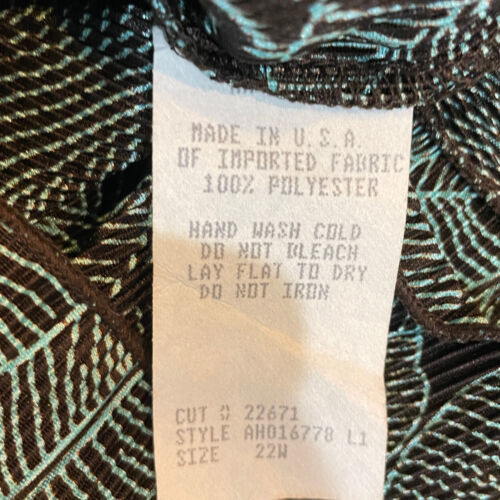 MADE IN U.S.A.
OF IMPORTED FABRIC
100% POLYESTER
HAND WASH COLD
DO NOT BLEACH
LAY FLAT TO DRY
DO NOT IRON
CUT # 22671
STYLE AH016778 L1
SIZE 22W